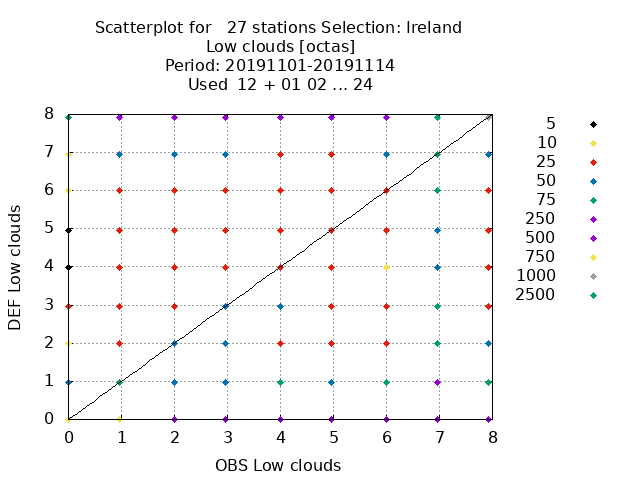 Scatterplot for   27 stations Selection: Ireland
Low clouds [octas]
Period: 20191101-20191114
Used  12 + 01 02 ... 24
8
7
6
5
4
3
2
1
0
DEF Low clouds
0 1 2 3 4 5 6 7 8
OBS Low clouds
5
10
25
50
75
250
500
750
1000
2500